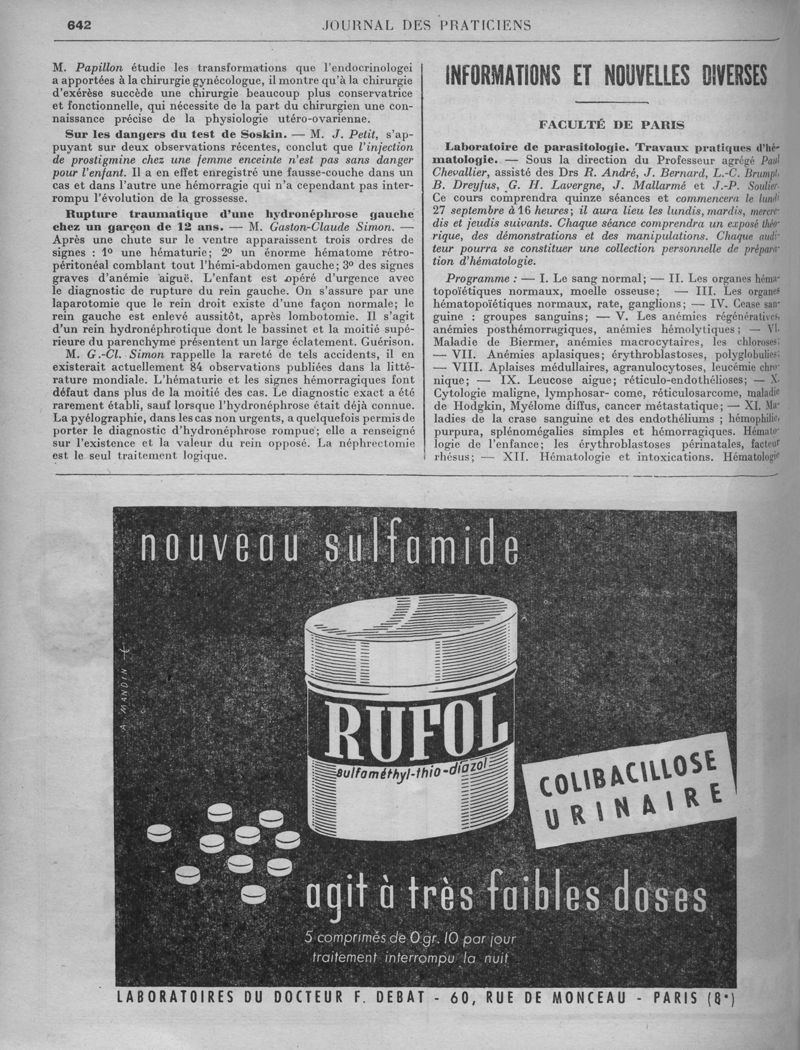 642
JOURNAL DES PRATICIENS
M. Papillon étudie les transformations que l'endocrinologei
a apportées à la chirurgie gynécologue, il montre qu'à la chirurgie
d'exérèse succède une chirurgie beaucoup plus conservatrice
et fonctionnelle, qui nécessite de la part du chirurgien une con-
naissance précise de la physiologie utéro-ovarienne.
Sur les dangers du test de Soskin. — M. J. Petit, s'ap-
puyant sur deux observations récentes, conclut que l'injection
de prostigmine chez une femme enceinte n'est pas sans danger
pour l'enfant. Il a en effet enregistré une fausse-couche dans un
cas et dans l'autre une hémorragie qui n'a cependant pas inter-
rompu l'évolution de la grossesse.
Rupture traumatique d'une hydronéphrose gauche
chez un garçon de 12 ans. — M. Gaston-Claude Simon. —
Après une chute sur le ventre apparaissent trois ordres de
signes : 1º une hématurie; 2º un énorme hématome rétro-
péritonéal comblant tout l'hémi-abdomen gauche; 3º des signes
graves d'anémie aiguë. L'enfant est opéré d'urgence avec
le diagnostic de rupture du rein gauche. On s'assure par une
laparotomie que le rein droit existe d'une façon normale; le
rein gauche est enlevé aussitôt, après lombotomie. Il s'agit
d'un rein hydronéphrotique dont le bassinet et la moitié supé-
rieure du parenchyme présentent un large éclatement. Guérison.
M. G.-Cl. Simon rappelle la rareté de tels accidents, il en
existerait actuellement 84 observations publiées dans la litté-
rature mondiale. L'hématurie et les signes hémorragiques font
défaut dans plus de la moitié des cas. Le diagnostic exact a été
rarement établi, sauf lorsque l'hydronéphrose était déjà connue.
La pyélographie, dans les cas non urgents, a quelquefois permis de
porter le diagnostic d'hydronéphrose rompue; elle a renseigné
sur l'existence et la valeur du rein opposé. La néphrectomie
est le seul traitement logique.
INFORMATIONS ET NOUVELLES DIVERSES
FACULTÉ DE PARIS
Laboratoire de parasitologie. Travaux pratiques d'hé-
matologie. — Sous la direction du Professeur agrégé Paul
Chevallier, assisté des Drs R. André, J. Bernard, L.-C. Brumpt,
B. Dreyfus, G. H. Lavergne, J. Mallarmé et J.-P. Soulier.
Ce cours comprendra quinze séances et commencera le lundi
27 septembre à 16 heures; il aura lieu les lundis, mardis, mercre-
dis et jeudis suivants. Chaque séance comprendra un exposé théo-
rique, des démonstrations et des manipulations. Chaque audi-
teur pourra se constituer une collection personnelle de prépara-
tion d'hématologie.
Programme : — I. Le sang normal; — II. Les organes héma-
topoïétiques normaux, moelle osseuse; — III. Les organes
hématopoïétiques normaux, rate, ganglions; — IV. Cease san-
guine : groupes sanguins; — V. Les anémies régénératives,
anémies posthémorragiques, anémies hémolytiques; — VI.
Maladie de Biermer, anémies macrocytaires, les chloroses;
— VII. Anémies aplasiques; érythroblastoses, polyglobulies;
— VIII. Aplaises médullaires, agranulocytoses, leucémie chro-
nique; — IX. Leucose aigue; réticulo-endothélioses; — X.
Cytologie maligne, lymphosar- come, réticulosarcome, maladie
de Hodgkin, Myélome diffus, cancer métastatique; — XI. Ma-
ladies de la crase sanguine et des endothéliums ; hémophilie,
purpura, splénomégalies simples et hémorragiques. Hémato-
logie de l'enfance; les érythroblastoses périnatales, facteur
rhésus; — XII. Hématologie et intoxications. Hématologie
nouveau sulfamide
A. MANDIN
RUFOL
sulfaméthyl-thio-diazol
COLIBACILLOSE
URINAIRE
agit à très faibles doses
5 comprimés de 0 gr. 10 par jour
traitement interrompu la nuit
LABORATOIRES DU DOCTEUR F. DEBAT - 60, RUE DE MONCEAU - PARIS (8ᵉ)